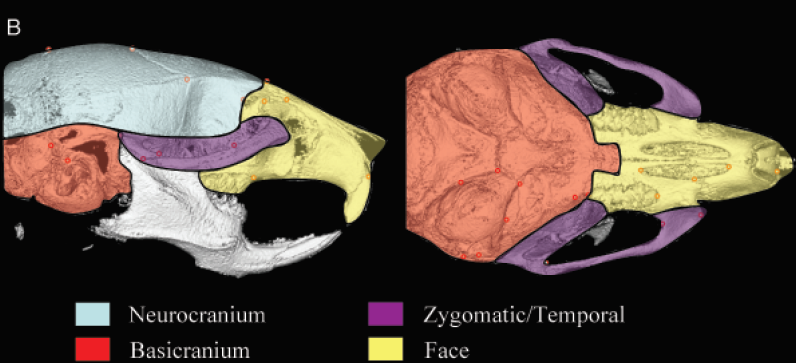 B
Neurocranium
Zygomatic/Temporal
Basicranium
Face